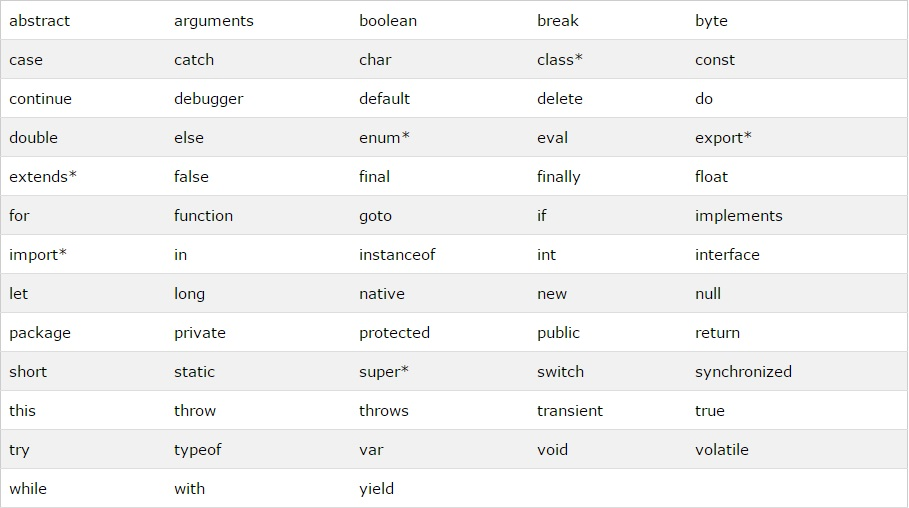 abstract arguments boolean break byte
case catch char class* const
continue debugger default delete do
double else enum* eval export*
extends* false final finally float
for function goto if implements
import* in instanceof int interface
let long native new null
package private protected public return
short static super* switch synchronized
this throw throws transient true
try typeof var void volatile
while with yield